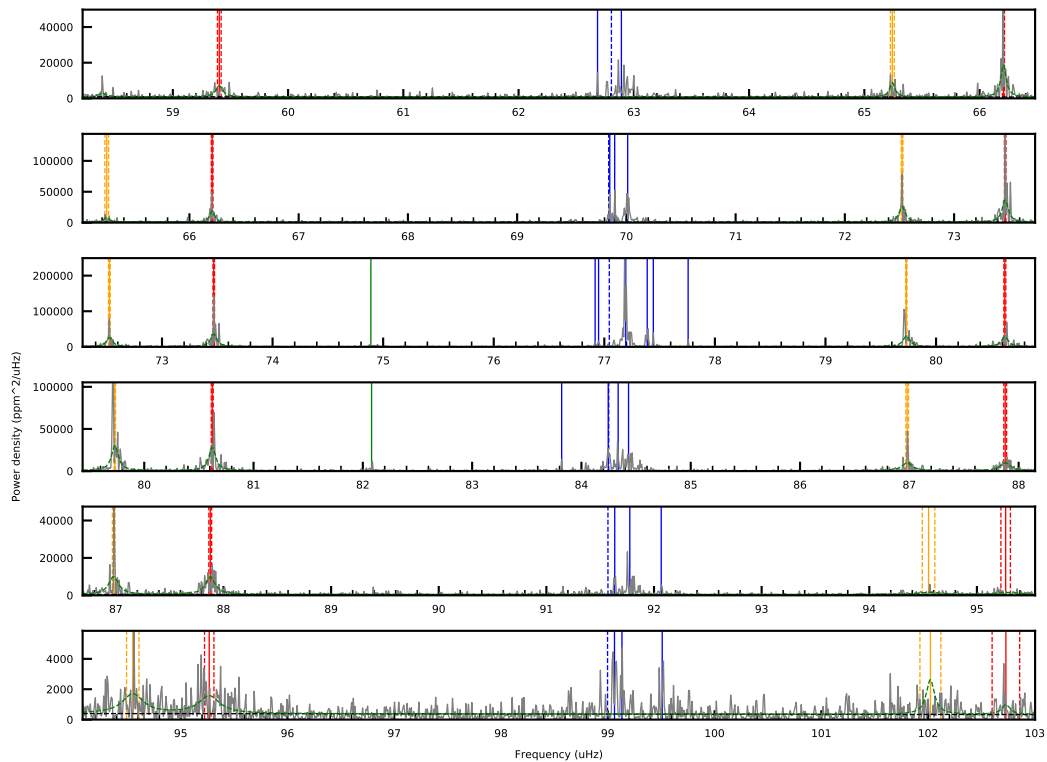 40000
20000
0
59 60 61 62 63 64 65 66
100000
50000
0
66 67 68 69 70 71 72 73
200000
100000
0
73 74 75 76 77 78 79 80
100000
50000
0
80 81 82 83 84 85 86 87 88
40000
20000
0
87 88 89 90 91 92 93 94 95
4000
2000
0
95 96 97 98 99 100 101 102 103
Power density (ppm^2/uHz)
Frequency (uHz)